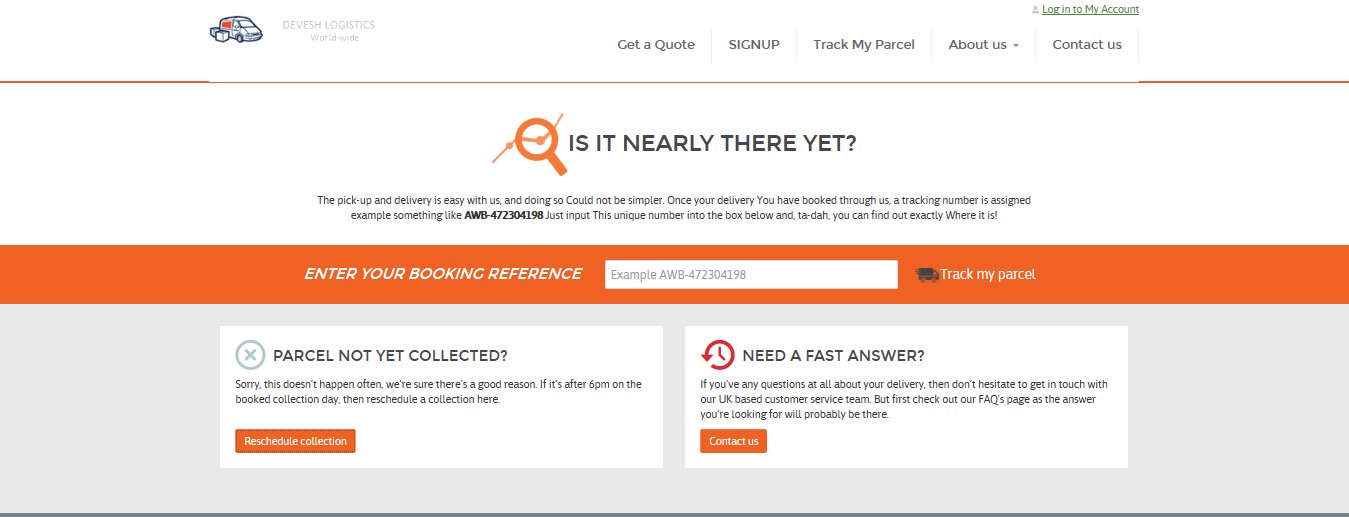 Log in to My Account
DEVESH LOGISTICS
World-wide
Get a Quote
SIGNUP
Track My Parcel
About us
Contact us
IS IT NEARLY THERE YET?
The pick-up and delivery is easy with us, and doing so Could not be simpler. Once your delivery You have booked through us, a tracking number is assigned
example something like AWB-472304198 Just input This unique number into the box below and, ta-dah, you can find out exactly Where it is!
ENTER YOUR BOOKING REFERENCE
Example AWB-472304198
Track my parcel
PARCEL NOT YET COLLECTED?
Sorry, this doesn't happen often, we're sure there's a good reason. If it's after 6pm on the
booked collection day, then reschedule a collection here.
Reschedule collection
NEED A FAST ANSWER?
If you've any questions at all about your delivery, then don't hesitate to get in touch with
our UK based customer service team. But first check out our FAQ's page as the answer
you're looking for will probably be there.
Contact us